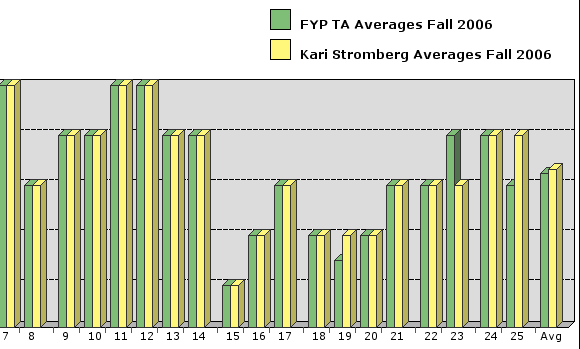 FYP TA Averages Fall 2006
Kari Stromberg Averages Fall 2006
7 8 9 10 11 12 13 14 15 16 17 18 19 20 21 22 23 24 25 Avg